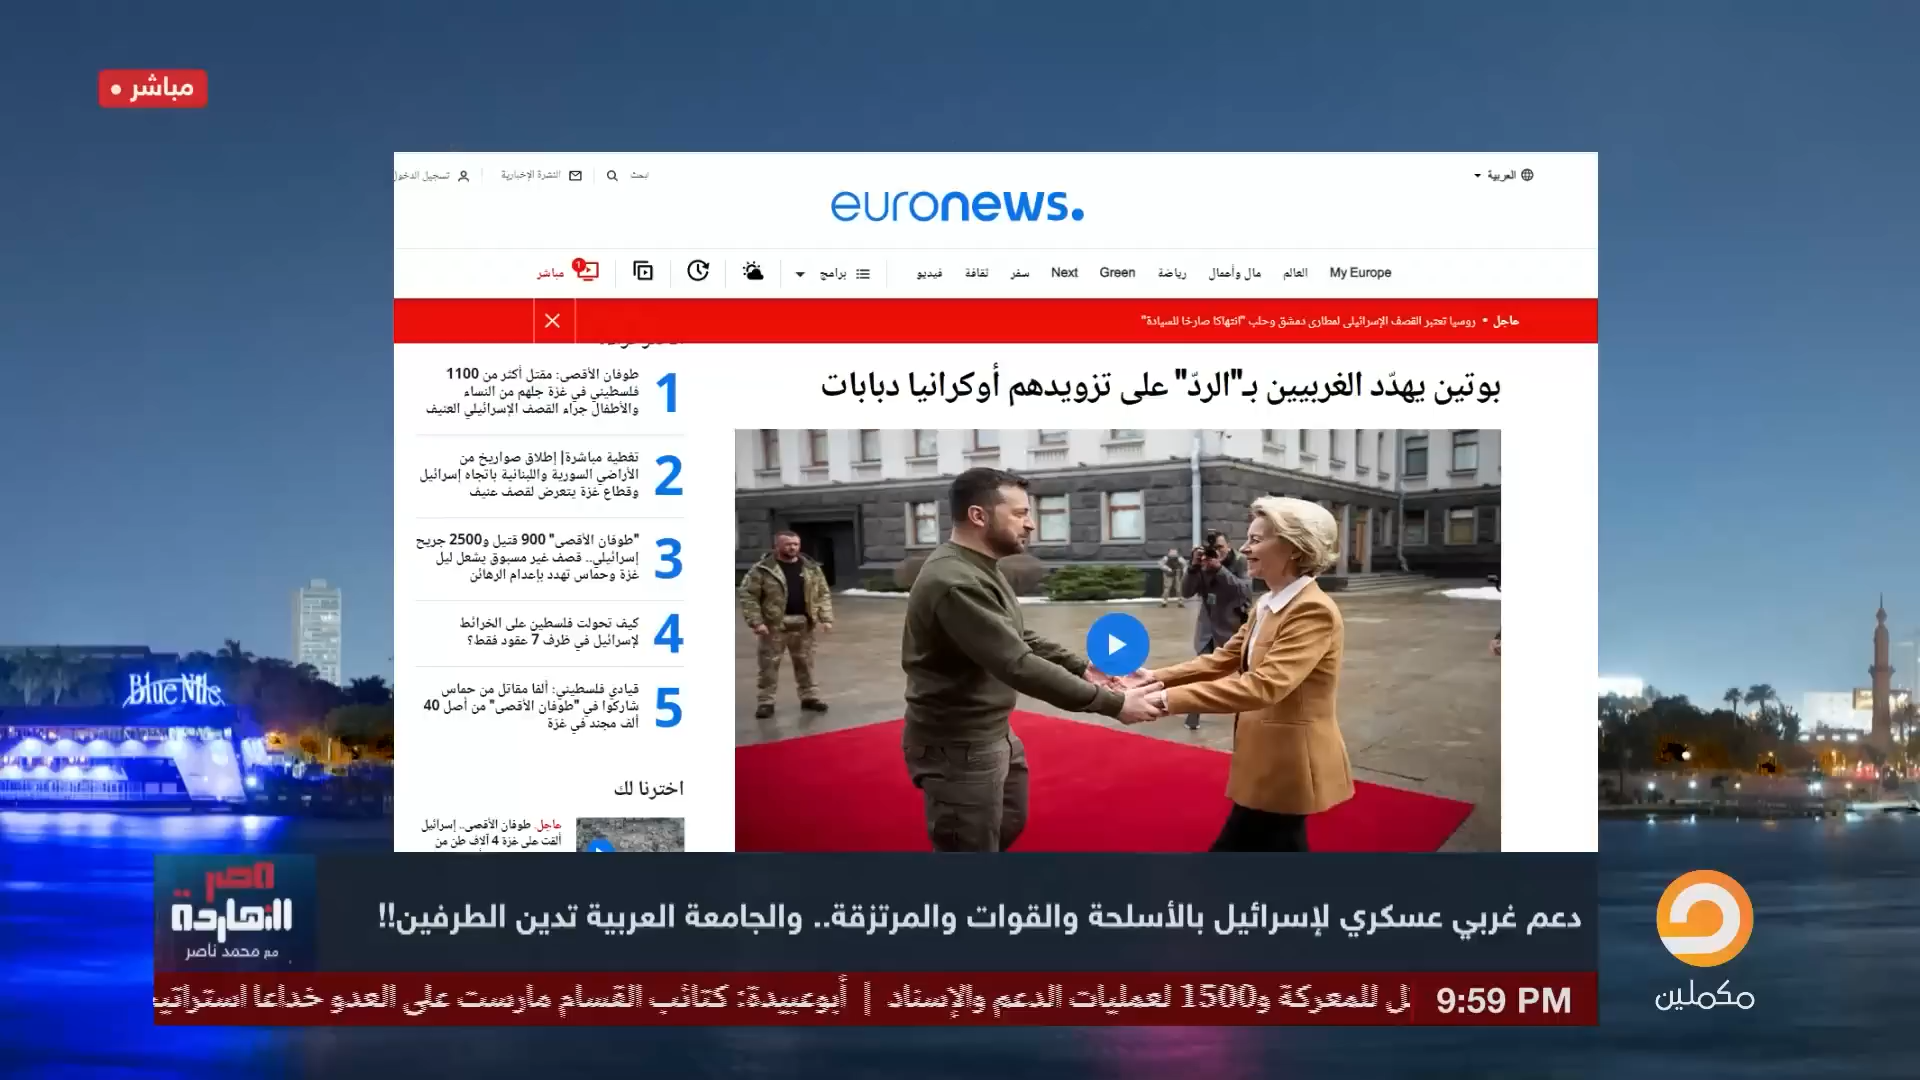 مباشر
العربية
بحث
النشرة الإخبارية
تسجيل الدخول
euronews.
My Europe
العالم
مال وأعمال
رياضة
Green
Next
سفر
ثقافة
فيديو
برامج
1
مباشر
عاجل • روسيا تعتبر القصف الإسرائيلي لمطاري دمشق وحلب "انتهاكا صارخا للسيادة"
بوتين يهدّد الغربيين بـ"الردّ" على تزويدهم أوكرانيا دبابات
1
طوفان الأقصى: مقتل أكثر من 1100
فلسطيني في غزة جلهم من النساء
والأطفال جراء القصف الإسرائيلي العنيف
2
تغطية مباشرة| إطلاق صواريخ من
الأراضي السورية واللبنانية باتجاه إسرائيل
وقطاع غزة يتعرض لقصف عنيف
3
"طوفان الأقصى" 900 قتيل و2500 جريح
إسرائيلي.. قصف غير مسبوق يشعل ليل
غزة وحماس تهدد بإعدام الرهائن
4
كيف تحولت فلسطين على الخرائط
لإسرائيل في ظرف 7 عقود فقط؟
5
قيادي فلسطيني: ألفا مقاتل من حماس
شاركوا في "طوفان الأقصى" من أصل 40
ألف مجند في غزة
اخترنا لك
عاجل. طوفان الأقصى.. إسرائيل
ألقت على غزة 4 آلاف طن من
Blue Nile
مصر
النهاردة
مع محمد ناصر
دعم غربي عسكري لإسرائيل بالأسلحة والقوات والمرتزقة.. والجامعة العربية تدين الطرفين!!
9:59 PM
للمعركة و1500 لعمليات الدعم والإسناد | أبوعبيدة: كتائب القسام مارست على العدو خداعا
مكملين